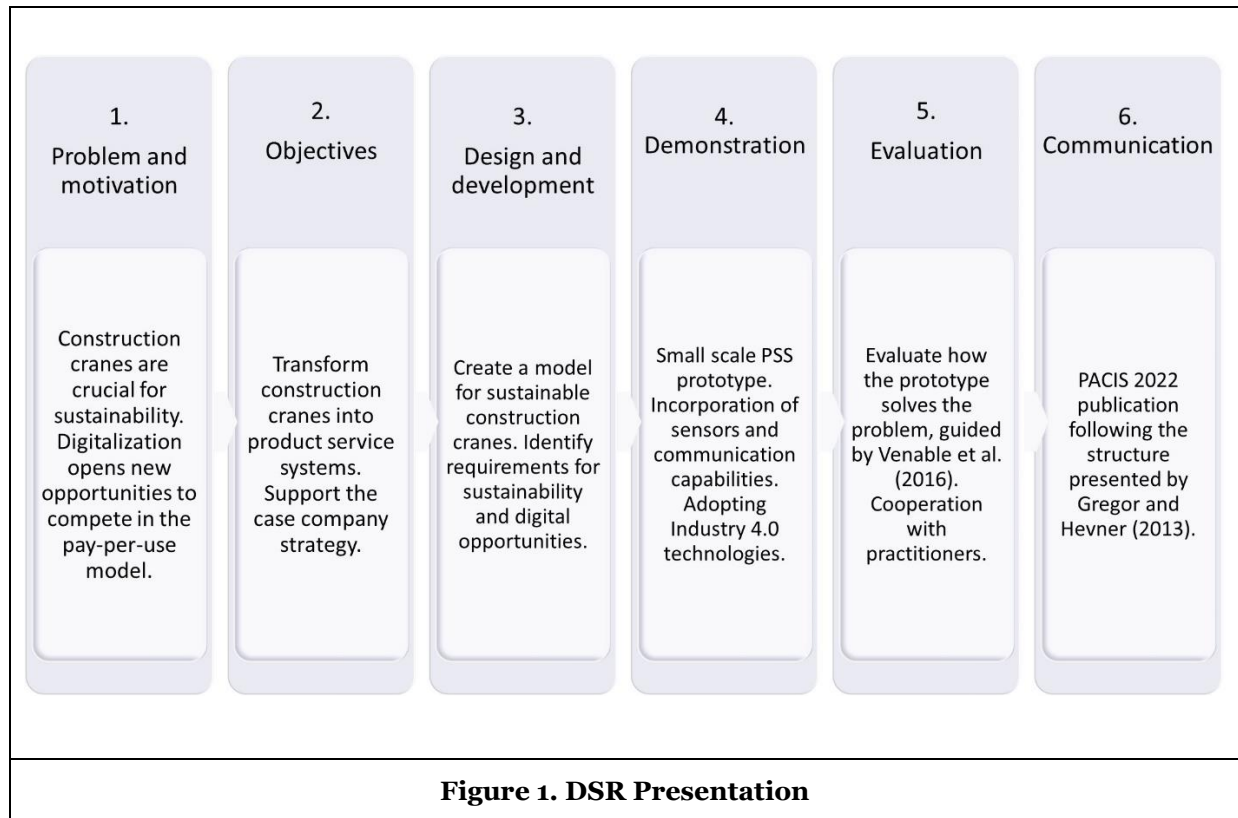 1.
Problem and
motivation
Construction
cranes are
crucial for
sustainability.
Digitalization
opens new
opportunities to
compete in the
pay-per-use
model.
2.
Objectives
Transform
construction
cranes into
product service
systems.
Support the
case company
strategy.
3.
Design and
development
Create a model
for sustainable
construction
cranes. Identify
requirements for
sustainability
and digital
opportunities.
4.
Demonstration
Small scale PSS
prototype.
Incorporation of
sensors and
communication
capabilities.
Adopting
Industry 4.0
technologies.
5.
Evaluation
Evaluate how
the prototype
solves the
problem, guided
by Venable et al.
(2016).
Cooperation
with
practitioners.
6.
Communication
PACIS 2022
publication
following the
structure
presented by
Gregor and
Hevner (2013).
Figure 1. DSR Presentation